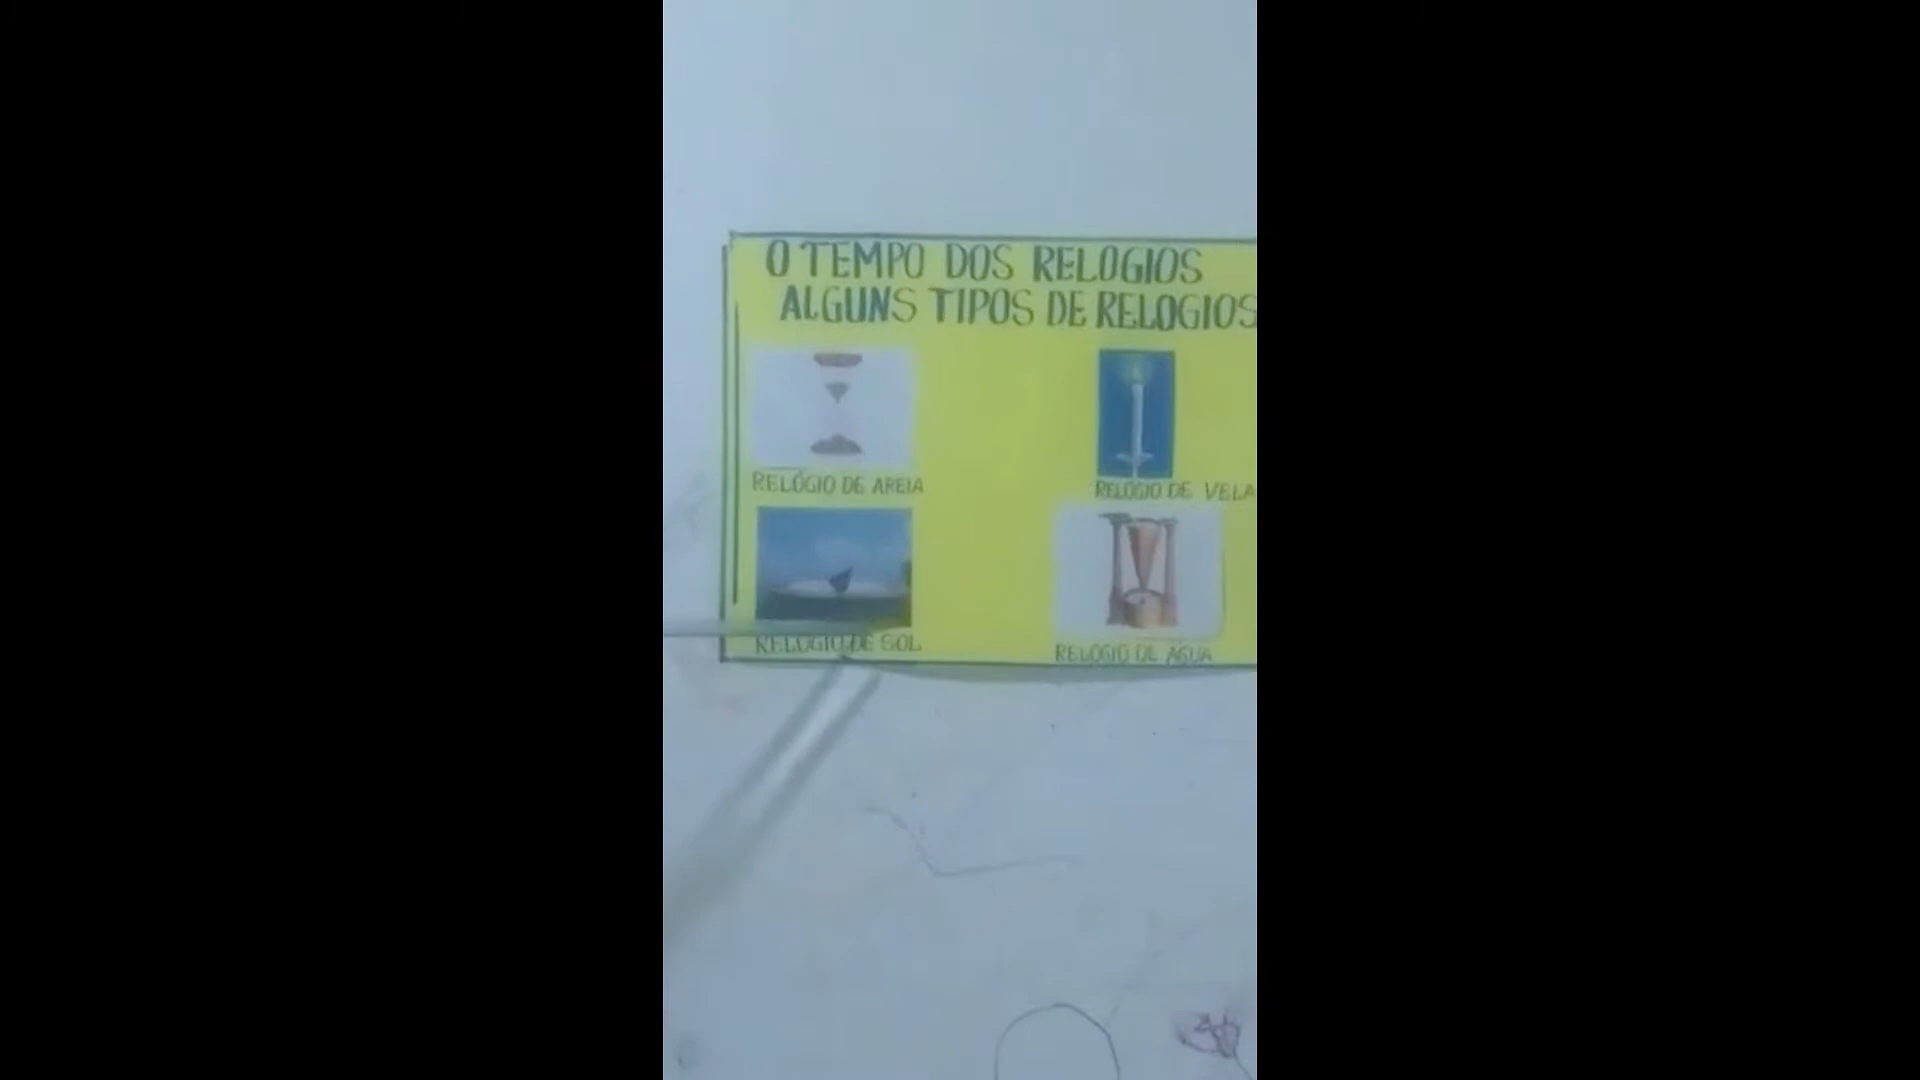 O TEMPO DOS RELOGIOS
ALGUNS TIPOS DE RELOGIOS
RELÓGIO DE AREIA
RELÓGIO DE VELA
RELÓGIO DE SOL
RELÓGIO DE ÁGUA